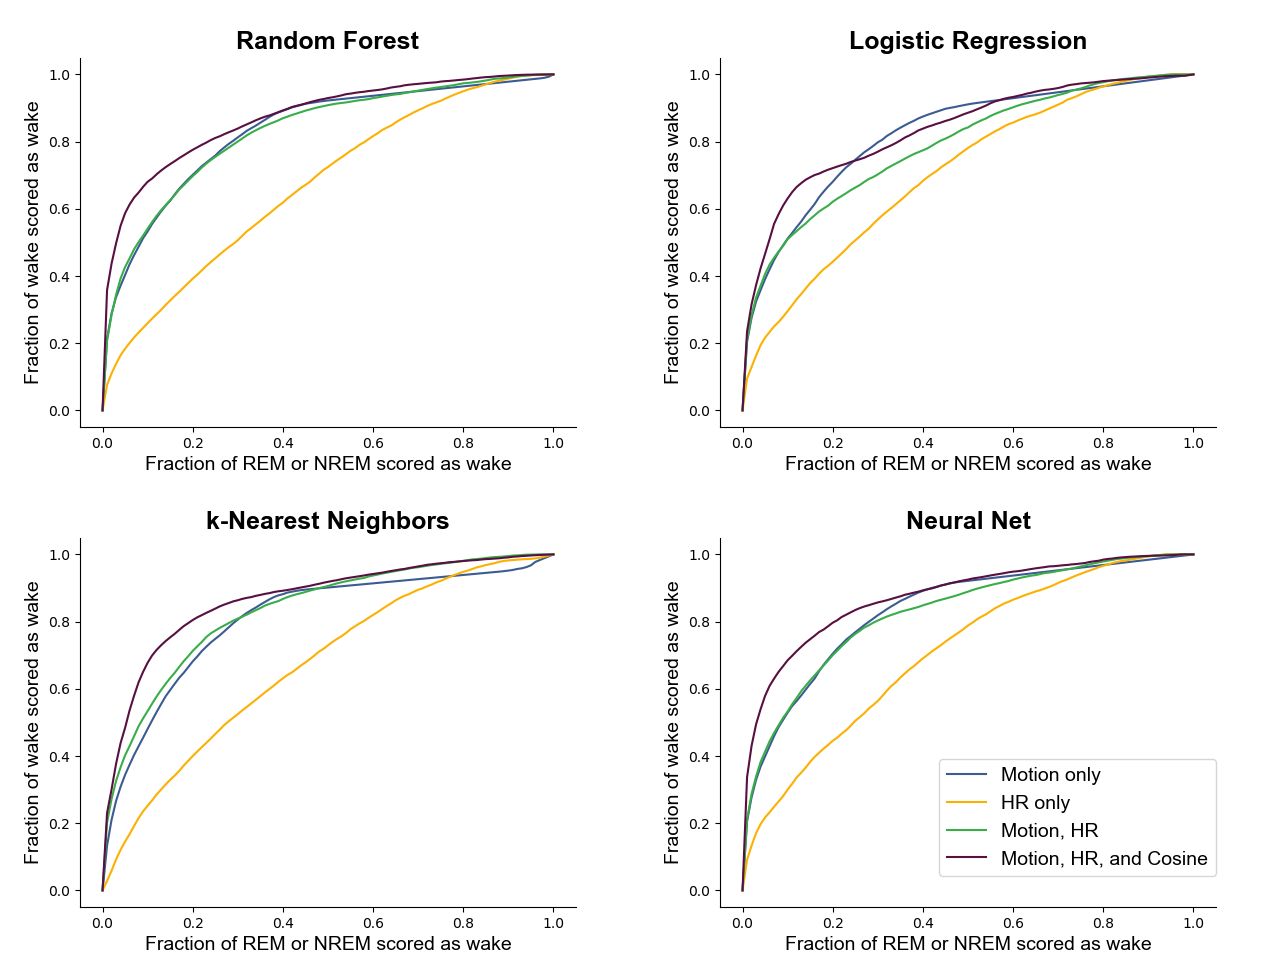 Random Forest
Fraction of wake scored as wake
1.0
0.8
0.6
0.4
0.2
0.0
0.0 0.2 0.4 0.6 0.8 1.0
Fraction of REM or NREM scored as wake
Logistic Regression
Fraction of wake scored as wake
1.0
0.8
0.6
0.4
0.2
0.0
0.0 0.2 0.4 0.6 0.8 1.0
Fraction of REM or NREM scored as wake
k-Nearest Neighbors
Fraction of wake scored as wake
1.0
0.8
0.6
0.4
0.2
0.0
0.0 0.2 0.4 0.6 0.8 1.0
Fraction of REM or NREM scored as wake
Neural Net
Fraction of wake scored as wake
1.0
0.8
0.6
0.4
0.2
0.0
0.0 0.2 0.4 0.6 0.8 1.0
Fraction of REM or NREM scored as wake
Motion only
HR only
Motion, HR
Motion, HR, and Cosine